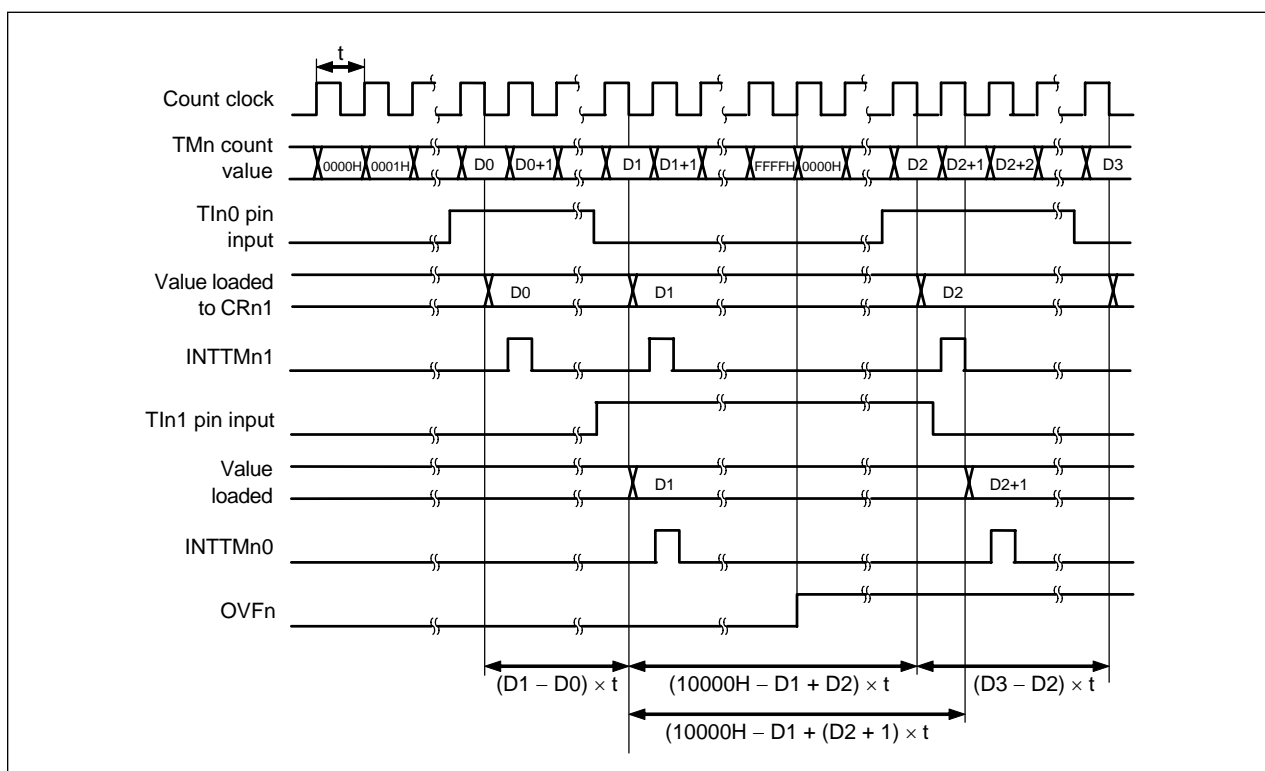 t
Count clock
TMn count
value
0000H 0001H D0 D0+1 D1 D1+1 FFFFH 0000H D2 D2+1 D2+2 D3
TIn0 pin
input
Value loaded
to CRn1
D0 D1 D2
INTTMn1
TIn1 pin input
Value
loaded
D1 D2+1
INTTMn0
OVFn
(D1 − D0) × t (10000H − D1 + D2) × t (D3 − D2) × t
(10000H − D1 + (D2 + 1) × t